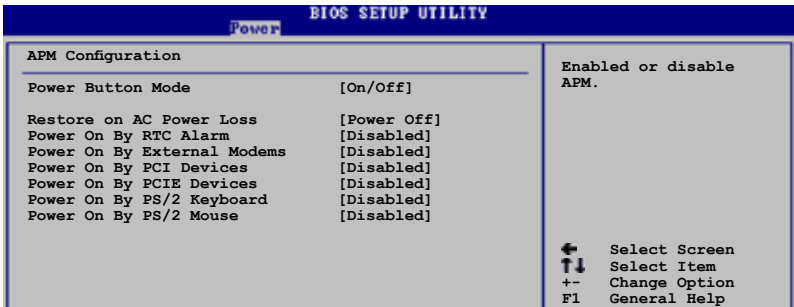 BIOS SETUP UTILITY
Power
APM Configuration
Power Button Mode [On/Off]
Restore on AC Power Loss [Power Off]
Power On By RTC Alarm [Disabled]
Power On By External Modems [Disabled]
Power On By PCI Devices [Disabled]
Power On By PCIE Devices [Disabled]
Power On By PS/2 Keyboard [Disabled]
Power On By PS/2 Mouse [Disabled]
Enabled or disable
APM.
← Select Screen
↑↓ Select Item
+- Change Option
F1 General Help